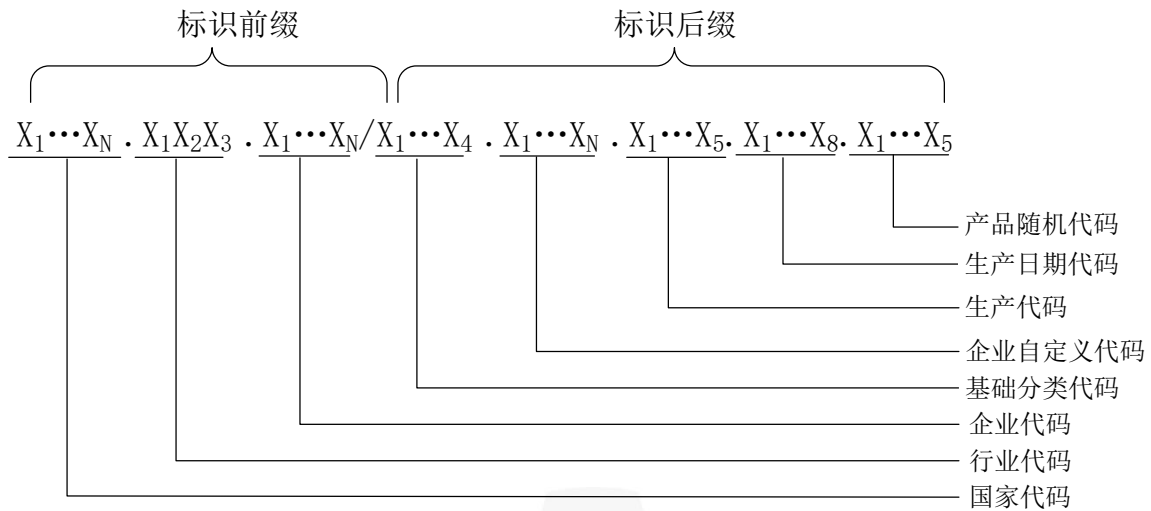 标识前缀 标识后缀
X₁…X_N.X₁X₂X₃.X₁…X_N/X₁…X₄.X₁…X_N.X₁…X₅.X₁…X₈.X₁…X₅
产品随机代码
生产日期代码
生产代码
企业自定义代码
基础分类代码
企业代码
行业代码
国家代码